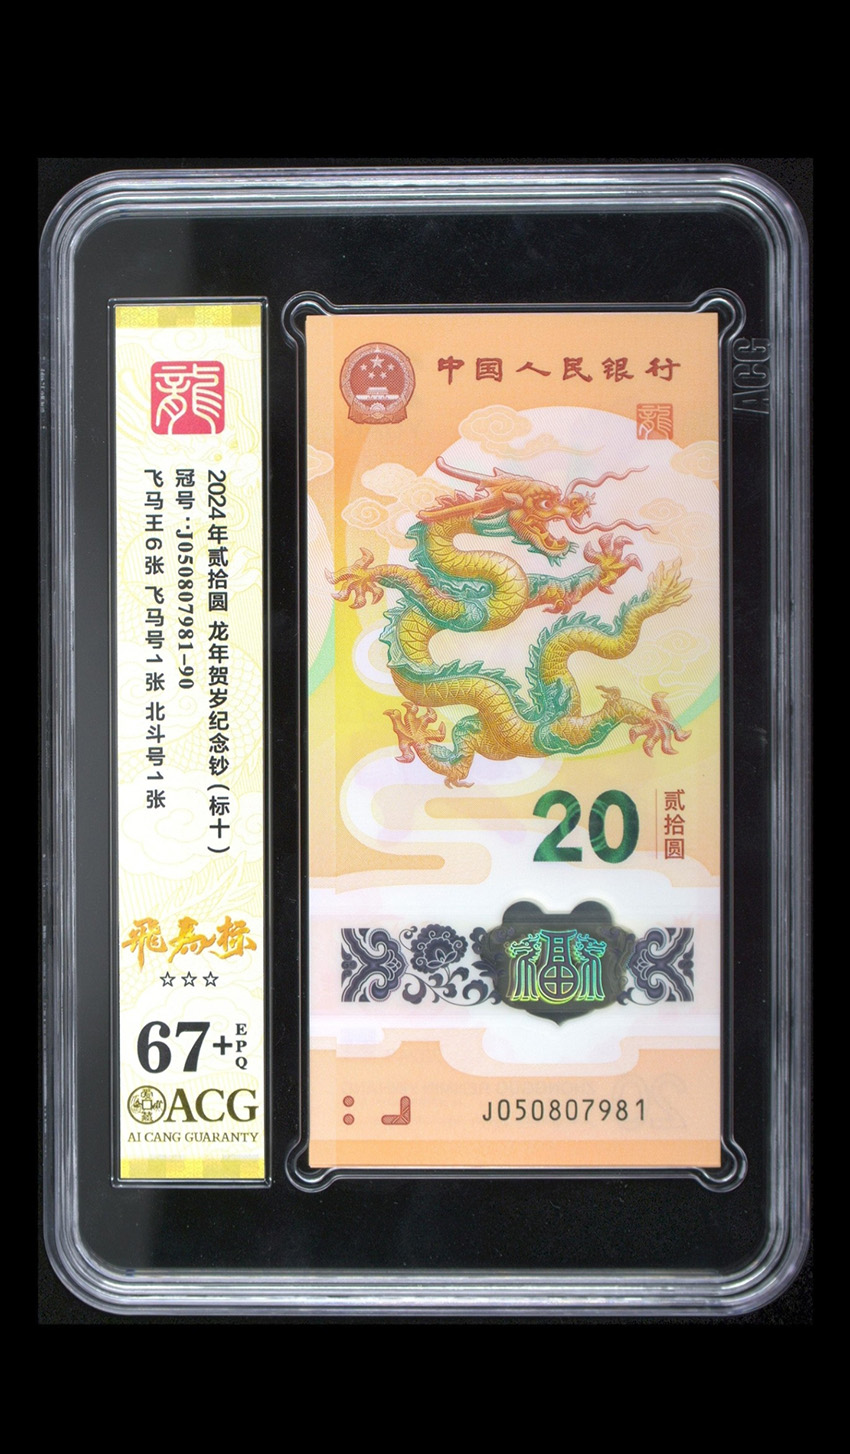 龍
2024年贰拾圆 龙年贺岁纪念钞（标十）
冠号：J050807981-90
飞马王6张 飞马号1张 北斗号1张
飛馬標
☆☆☆
67+EPQ
ACG
AI CANG GUARANTY
中国人民银行
龍
20
贰拾圆
福
J050807981
ACG